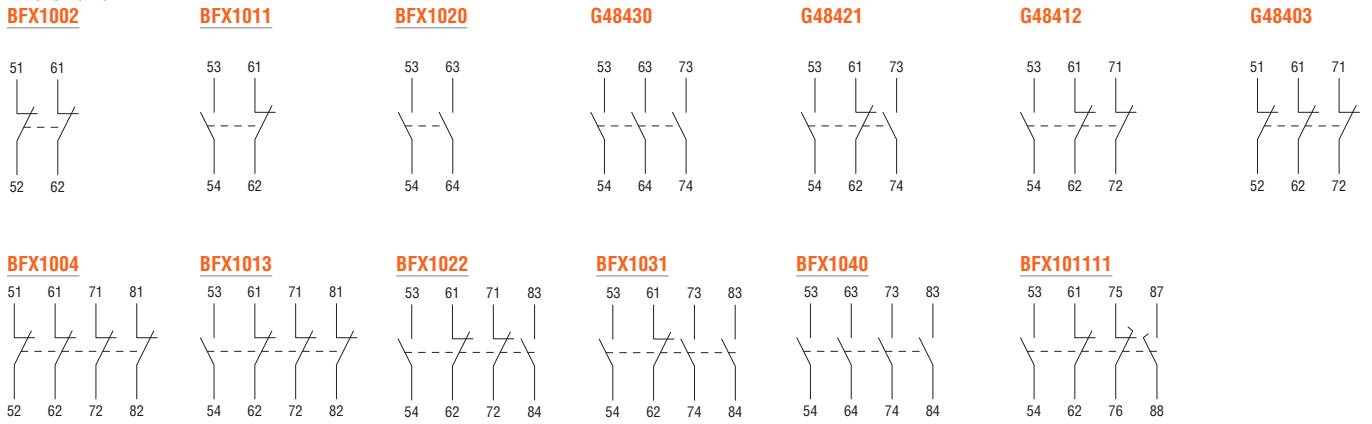 BFX1002 BFX1011 BFX1020 G48430 G48421 G48412 G48403
51 61 53 61 53 63 53 63 73 53 61 73 53 61 71 51 61 71
52 62 54 62 54 64 54 64 74 54 62 74 54 62 72 52 62 72
BFX1004 BFX1013 BFX1022 BFX1031 BFX1040 BFX101111
51 61 71 81 53 61 71 81 53 61 71 83 53 61 73 83 53 63 73 83 53 61 75 87
52 62 72 82 54 62 72 82 54 62 72 84 54 62 74 84 54 64 74 84 54 62 76 88